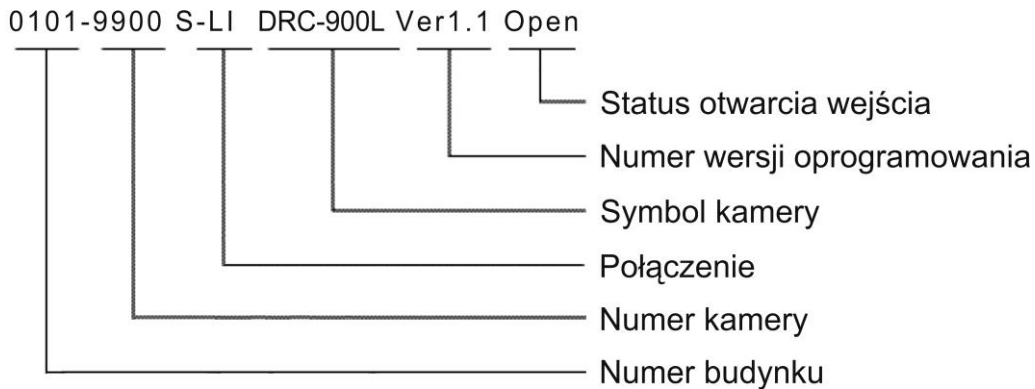 0101-9900 S-LI DRC-900L Ver1.1 Open
Status otwarcia wejścia
Numer wersji oprogramowania
Symbol kamery
Połączenie
Numer kamery
Numer budynku